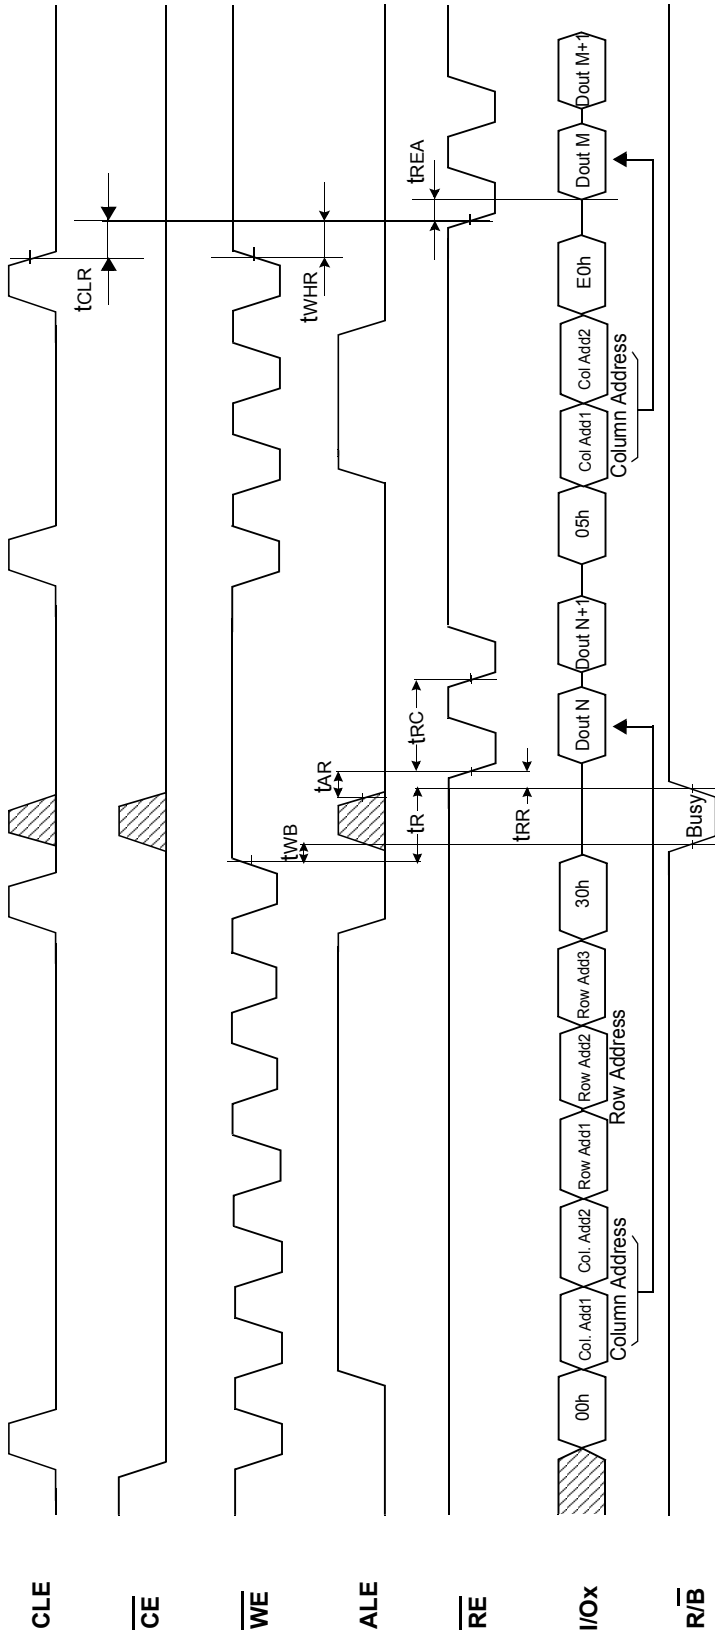 CLE
tCLR
CE
WE
tWB
tWHR
ALE
tAR
tR
tRC
tREA
RE
tRR
I/Ox
00h
Col. Add1
Col. Add2
Row Add1
Row Add2
Row Add3
30h
Dout N
Dout N+1
05h
Col Add1
Col Add2
E0h
Dout M
Dout M+1
Column Address
Row Address
Column Address
R/B
Busy